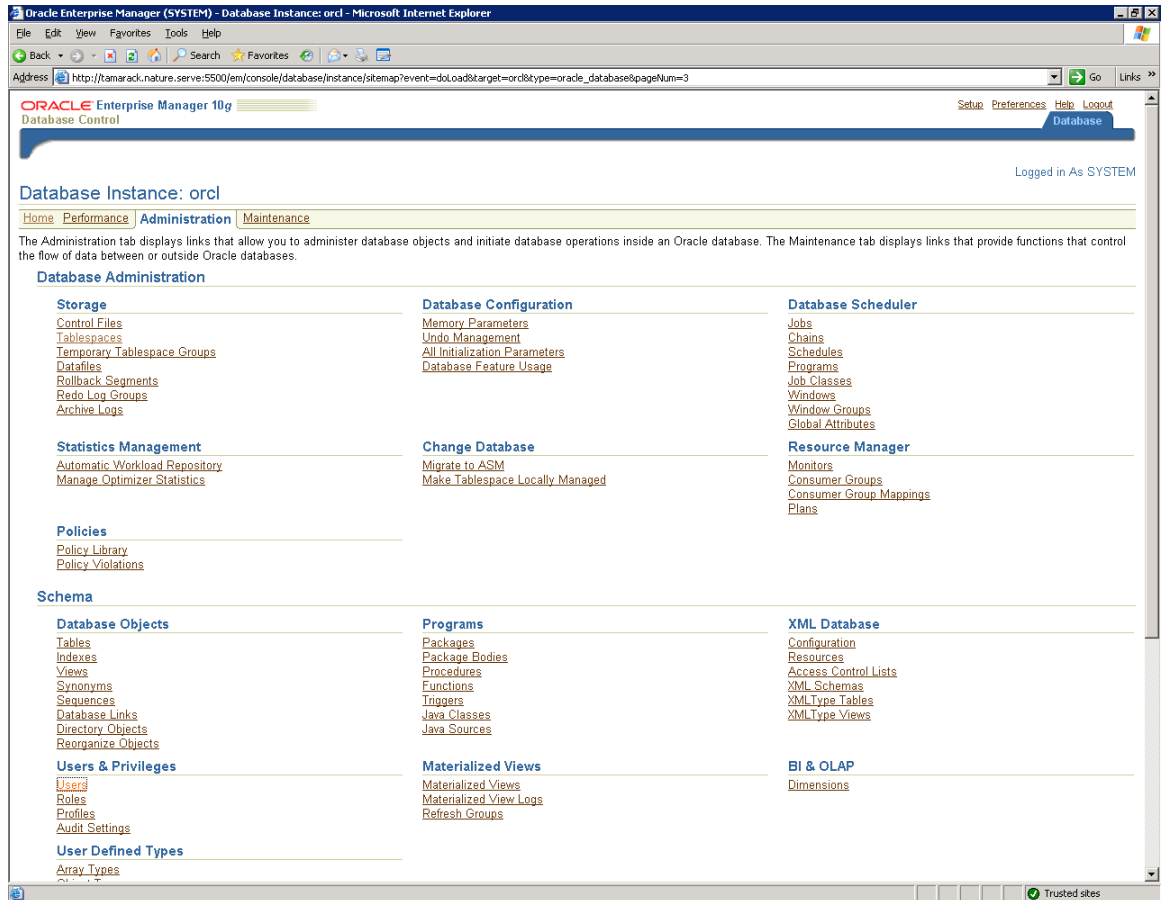 Oracle Enterprise Manager (SYSTEM) - Database Instance: orcl - Microsoft Internet Explorer
File Edit View Favorites Tools Help
Back Search Favorites
Address http://tamarack.nature.serve:5500/em/console/database/instance/sitemap?event=doLoad&target=orcl&type=oracle_database&pageNum=3 Go Links »
ORACLE Enterprise Manager 10g
Database Control
Setup Preferences Help Logout
Database
Logged in As SYSTEM
Database Instance: orcl
Home Performance Administration Maintenance
The Administration tab displays links that allow you to administer database objects and initiate database operations inside an Oracle database. The Maintenance tab displays links that provide functions that control
the flow of data between or outside Oracle databases.
Database Administration
Storage
Control Files
Tablespaces
Temporary Tablespace Groups
Datafiles
Rollback Segments
Redo Log Groups
Archive Logs
Database Configuration
Memory Parameters
Undo Management
All Initialization Parameters
Database Feature Usage
Database Scheduler
Jobs
Chains
Schedules
Programs
Job Classes
Windows
Window Groups
Global Attributes
Statistics Management
Automatic Workload Repository
Manage Optimizer Statistics
Change Database
Migrate to ASM
Make Tablespace Locally Managed
Resource Manager
Monitors
Consumer Groups
Consumer Group Mappings
Plans
Policies
Policy Library
Policy Violations
Schema
Database Objects
Tables
Indexes
Views
Synonyms
Sequences
Database Links
Directory Objects
Reorganize Objects
Programs
Packages
Package Bodies
Procedures
Functions
Triggers
Java Classes
Java Sources
XML Database
Configuration
Resources
Access Control Lists
XML Schemas
XMLType Tables
XMLType Views
Users & Privileges
Users
Roles
Profiles
Audit Settings
Materialized Views
Materialized Views
Materialized View Logs
Refresh Groups
BI & OLAP
Dimensions
User Defined Types
Array Types
Trusted sites